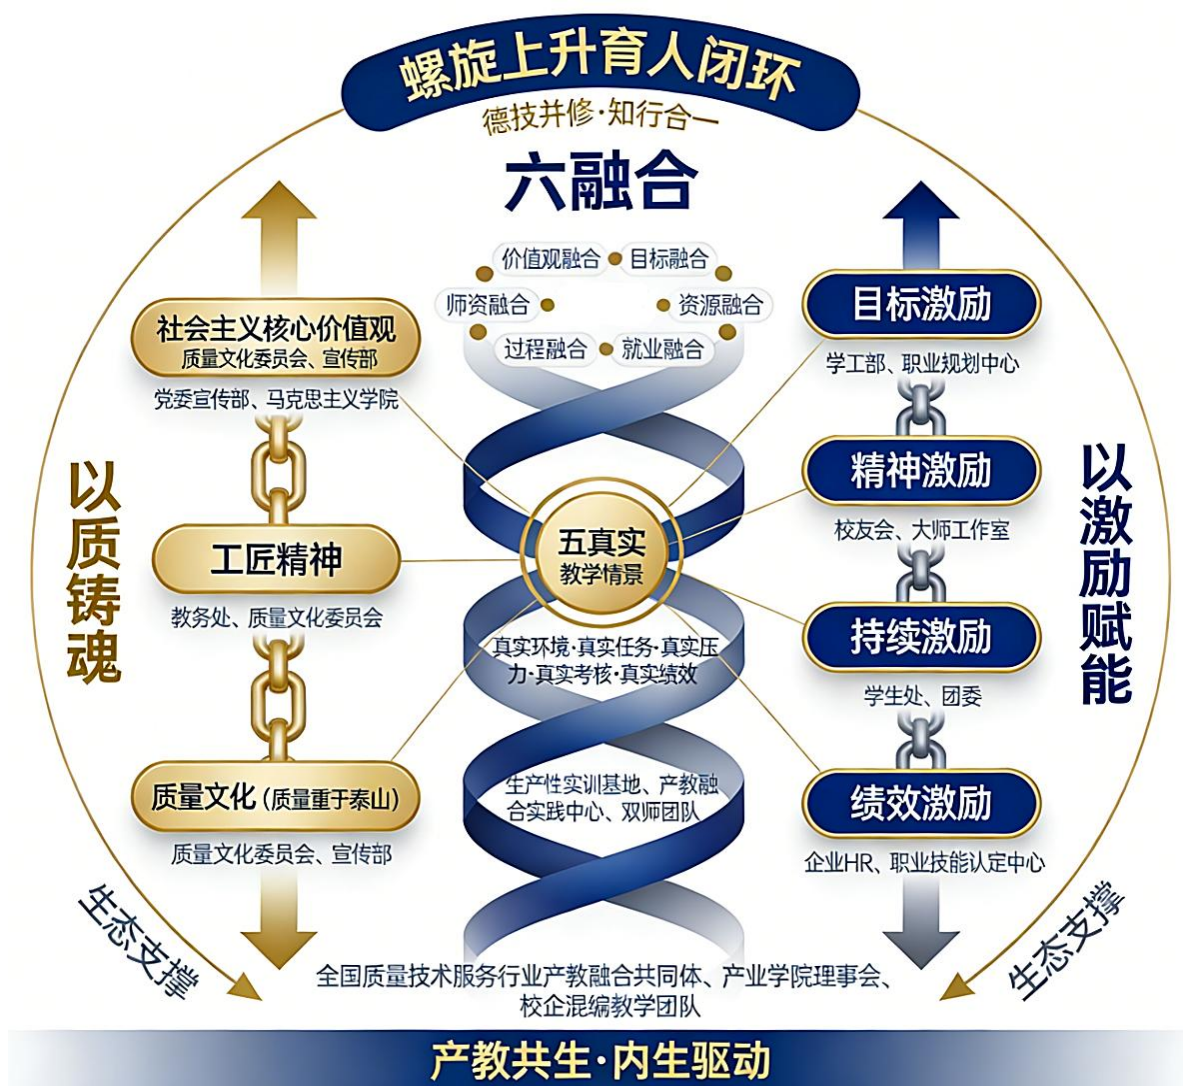 螺旋上升育人闭环
德技并修·知行合一
六融合
价值观融合
目标融合
师资融合
资源融合
过程融合
就业融合
以质铸魂
社会主义核心价值观
质量文化委员会、宣传部
党委宣传部、马克思主义学院
工匠精神
教务处、质量文化委员会
质量文化（质量重于泰山）
质量文化委员会、宣传部
五真实
教学情景
真实环境·真实任务·真实压
力·真实考核·真实绩效
生产性实训基地、产教融
合实践中心、双师团队
目标激励
学工部、职业规划中心
精神激励
校友会、大师工作室
持续激励
学生处、团委
绩效激励
企业HR、职业技能认定中心
以激励赋能
生态支撑
生态支撑
全国质量技术服务行业产教融合共同体、产业学院理事会、
校企混编教学团队
产教共生·内生驱动